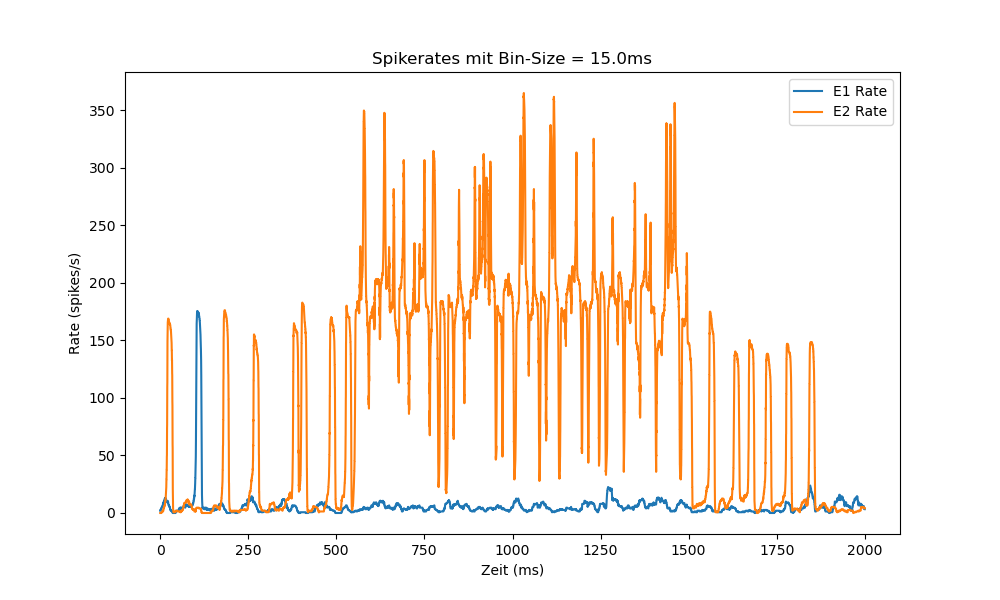 Spikerates mit Bin-Size = 15.0ms
E1 Rate
E2 Rate
350
300
250
200
150
100
50
0
Rate (spikes/s)
0 250 500 750 1000 1250 1500 1750 2000
Zeit (ms)